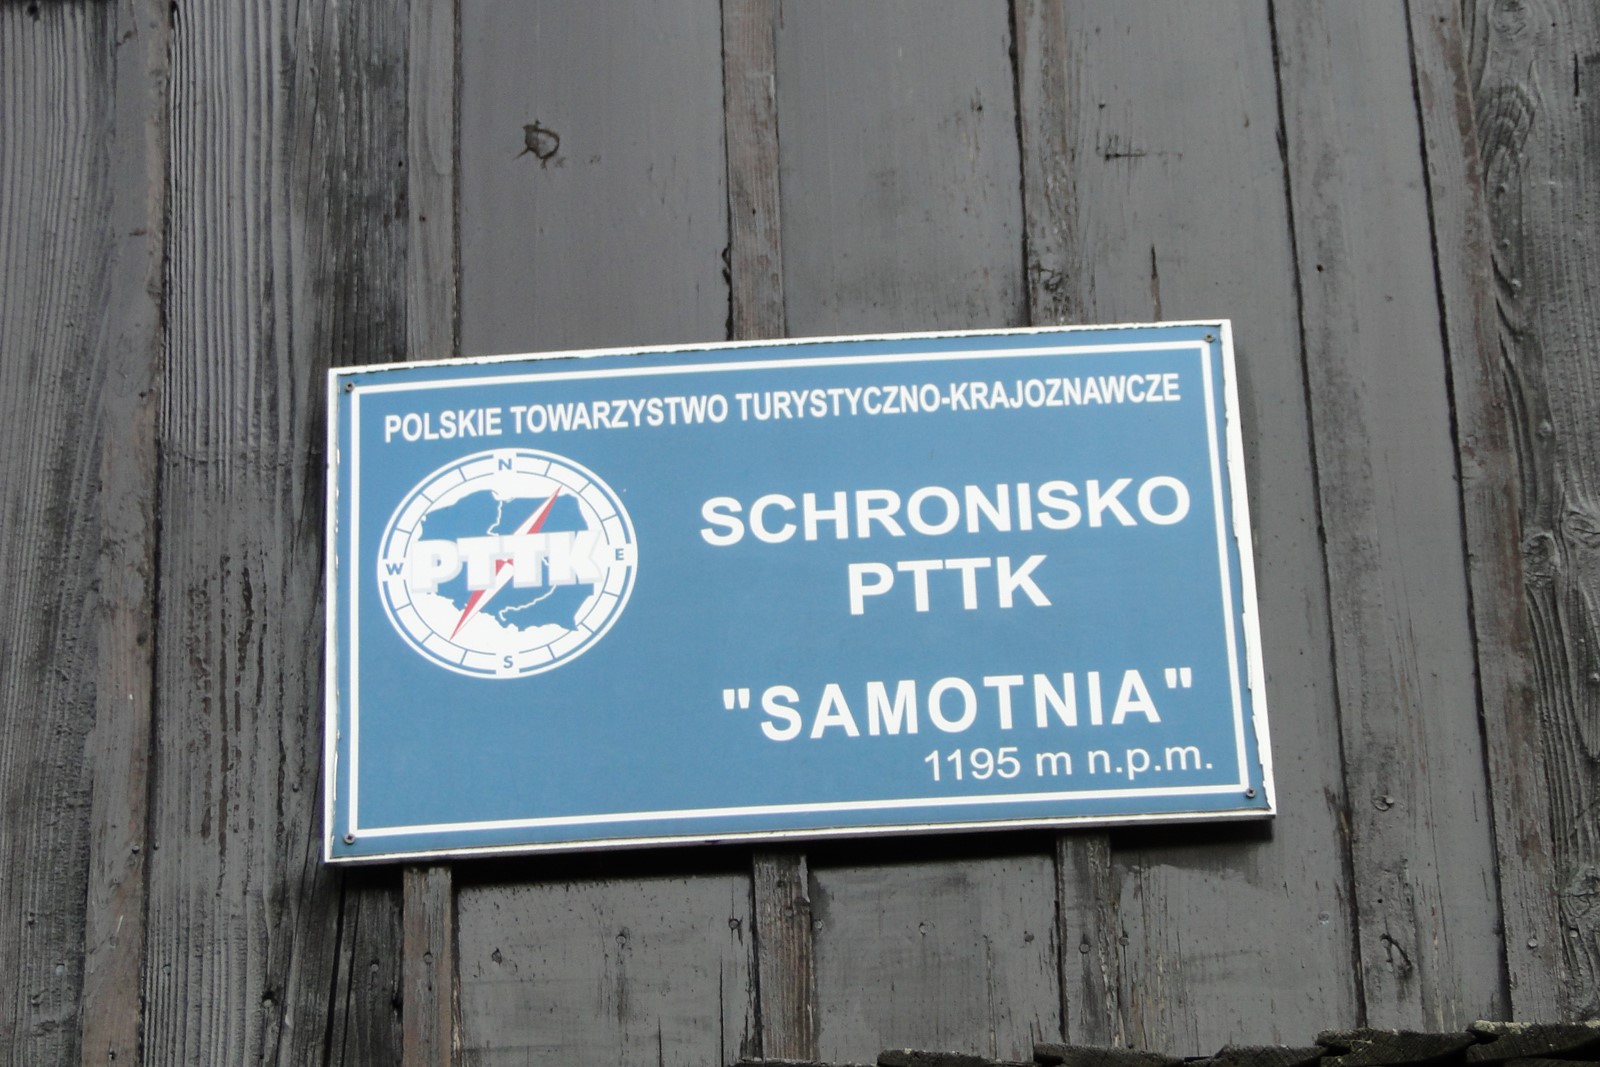 POLSKIE TOWARZYSTWO TURYSTYCZNO-KRAJOZNAWCZE
N
W PTTK E
S
SCHRONISKO
PTTK
"SAMOTNIA"
1195 m n.p.m.